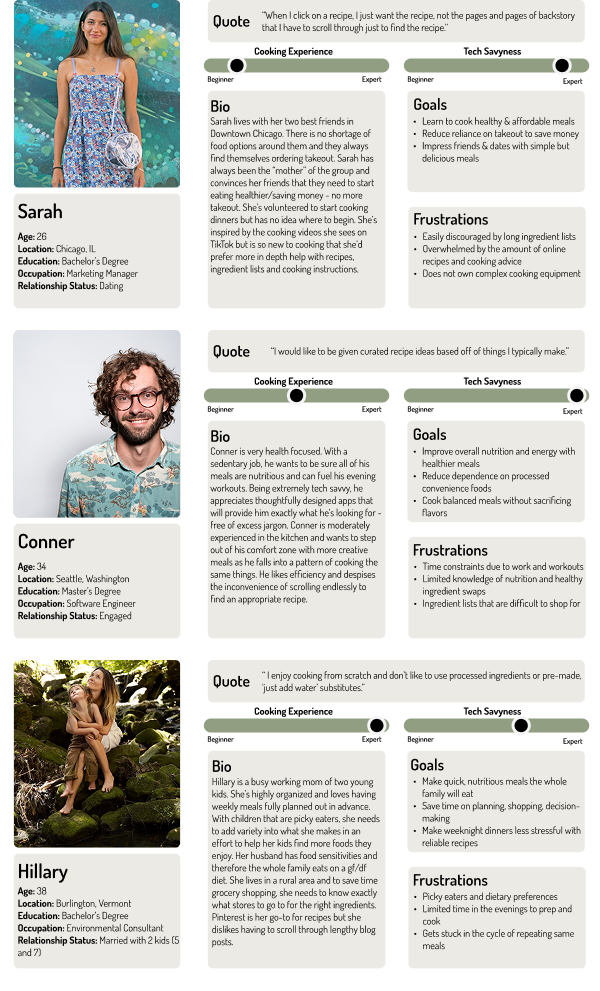 Quote
“When I click on a recipe, I just want the recipe, not the pages and pages of backstory
that I have to scroll through just to find the recipe.”
Cooking Experience
Beginner
Expert
Tech Savyness
Beginner
Expert
Sarah
Age: 26
Location: Chicago, IL
Education: Bachelor’s Degree
Occupation: Marketing Manager
Relationship Status: Dating
Bio
Sarah lives with her two best friends in
Downtown Chicago. There is no shortage of
food options around them and they always
find themselves ordering takeout. Sarah has
always been the “mother” of the group and
convinces her friends that they need to start
eating healthier/saving money - no more
takeout. She’s volunteered to start cooking
dinners but has no idea where to begin. She’s
inspired by the cooking videos she sees on
TikTok but is so new to cooking that she’d
prefer more in depth help with recipes,
ingredient lists and cooking instructions.
Goals
• Learn to cook healthy & affordable meals
• Reduce reliance on takeout to save money
• Impress friends & dates with simple but
delicious meals
Frustrations
• Easily discouraged by long ingredient lists
• Overwhelmed by the amount of online
recipes and cooking advice
• Does not own complex cooking equipment
Quote
“I would like to be given curated recipe ideas based off of things I typically make.”
Cooking Experience
Beginner
Expert
Tech Savyness
Beginner
Expert
Conner
Age: 34
Location: Seattle, Washington
Education: Master’s Degree
Occupation: Software Engineer
Relationship Status: Engaged
Bio
Conner is very health focused. With a
sedentary job, he wants to be sure all of his
meals are nutritious and can fuel his evening
workouts. Being extremely tech savvy, he
appreciates thoughtfully designed apps that
will provide him exactly what he’s looking for -
free of excess jargon. Conner is moderately
experienced in the kitchen and wants to step
out of his comfort zone with more creative
meals as he falls into a pattern of cooking the
same things. He likes efficiency and despises
the inconvenience of scrolling endlessly to
find an appropriate recipe.
Goals
• Improve overall nutrition and energy with
healthier meals
• Reduce dependence on processed
convenience foods
• Cook balanced meals without sacrificing
flavors
Frustrations
• Time constraints due to work and workouts
• Limited knowledge of nutrition and healthy
ingredient swaps
• Ingredient lists that are difficult to shop for
Quote
“ I enjoy cooking from scratch and don’t like to use processed ingredients or pre-made,
‘just add water’ substitutes.”
Cooking Experience
Beginner
Expert
Tech Savyness
Beginner
Expert
Hillary
Age: 38
Location: Burlington, Vermont
Education: Bachelor’s Degree
Occupation: Environmental Consultant
Relationship Status: Married with 2 kids (5
and 7)
Bio
Hillary is a busy working mom of two young
kids. She’s highly organized and loves having
weekly meals fully planned out in advance.
With children that are picky eaters, she needs
to add variety into what she makes in an
effort to help her kids find more foods they
enjoy. Her husband has food sensitivities and
therefore the whole family eats on a gf/df
diet. She lives in a rural area and to save time
grocery shopping, she needs to know exactly
what stores to go to for the right ingredients.
Pinterest is her go-to for recipes but she
dislikes having to scroll through lengthy blog
posts.
Goals
• Make quick, nutritious meals the whole
family will eat
• Save time on planning, shopping, decision-
making
• Make weeknight dinners less stressful with
reliable recipes
Frustrations
• Picky eaters and dietary preferences
• Limited time in the evenings to prep and
cook
• Gets stuck in the cycle of repeating same
meals